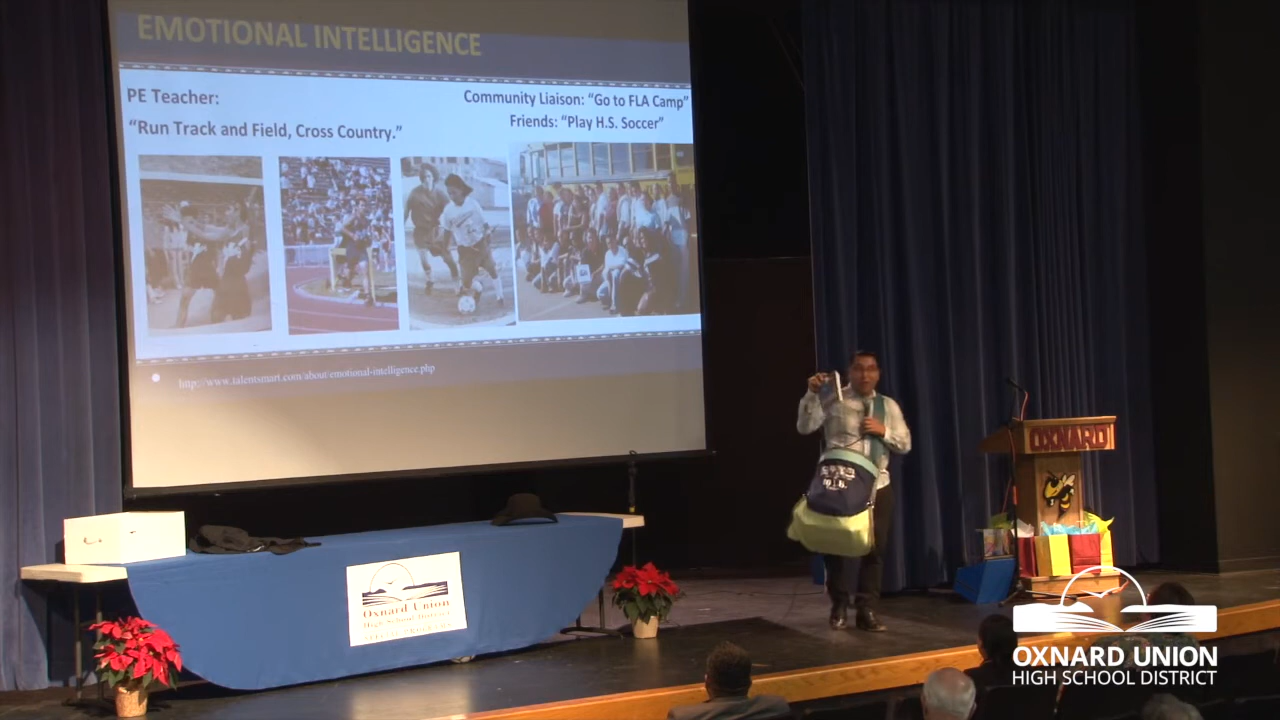 EMOTIONAL INTELLIGENCE
PE Teacher:
"Run Track and Field, Cross Country."
Community Liaison: "Go to FLA Camp"
Friends: "Play H.S. Soccer"
http://www.talentsmart.com/about/emotional-intelligence.php
OXNARD
Oxnard Union
High School District
OXNARD UNION
HIGH SCHOOL DISTRICT